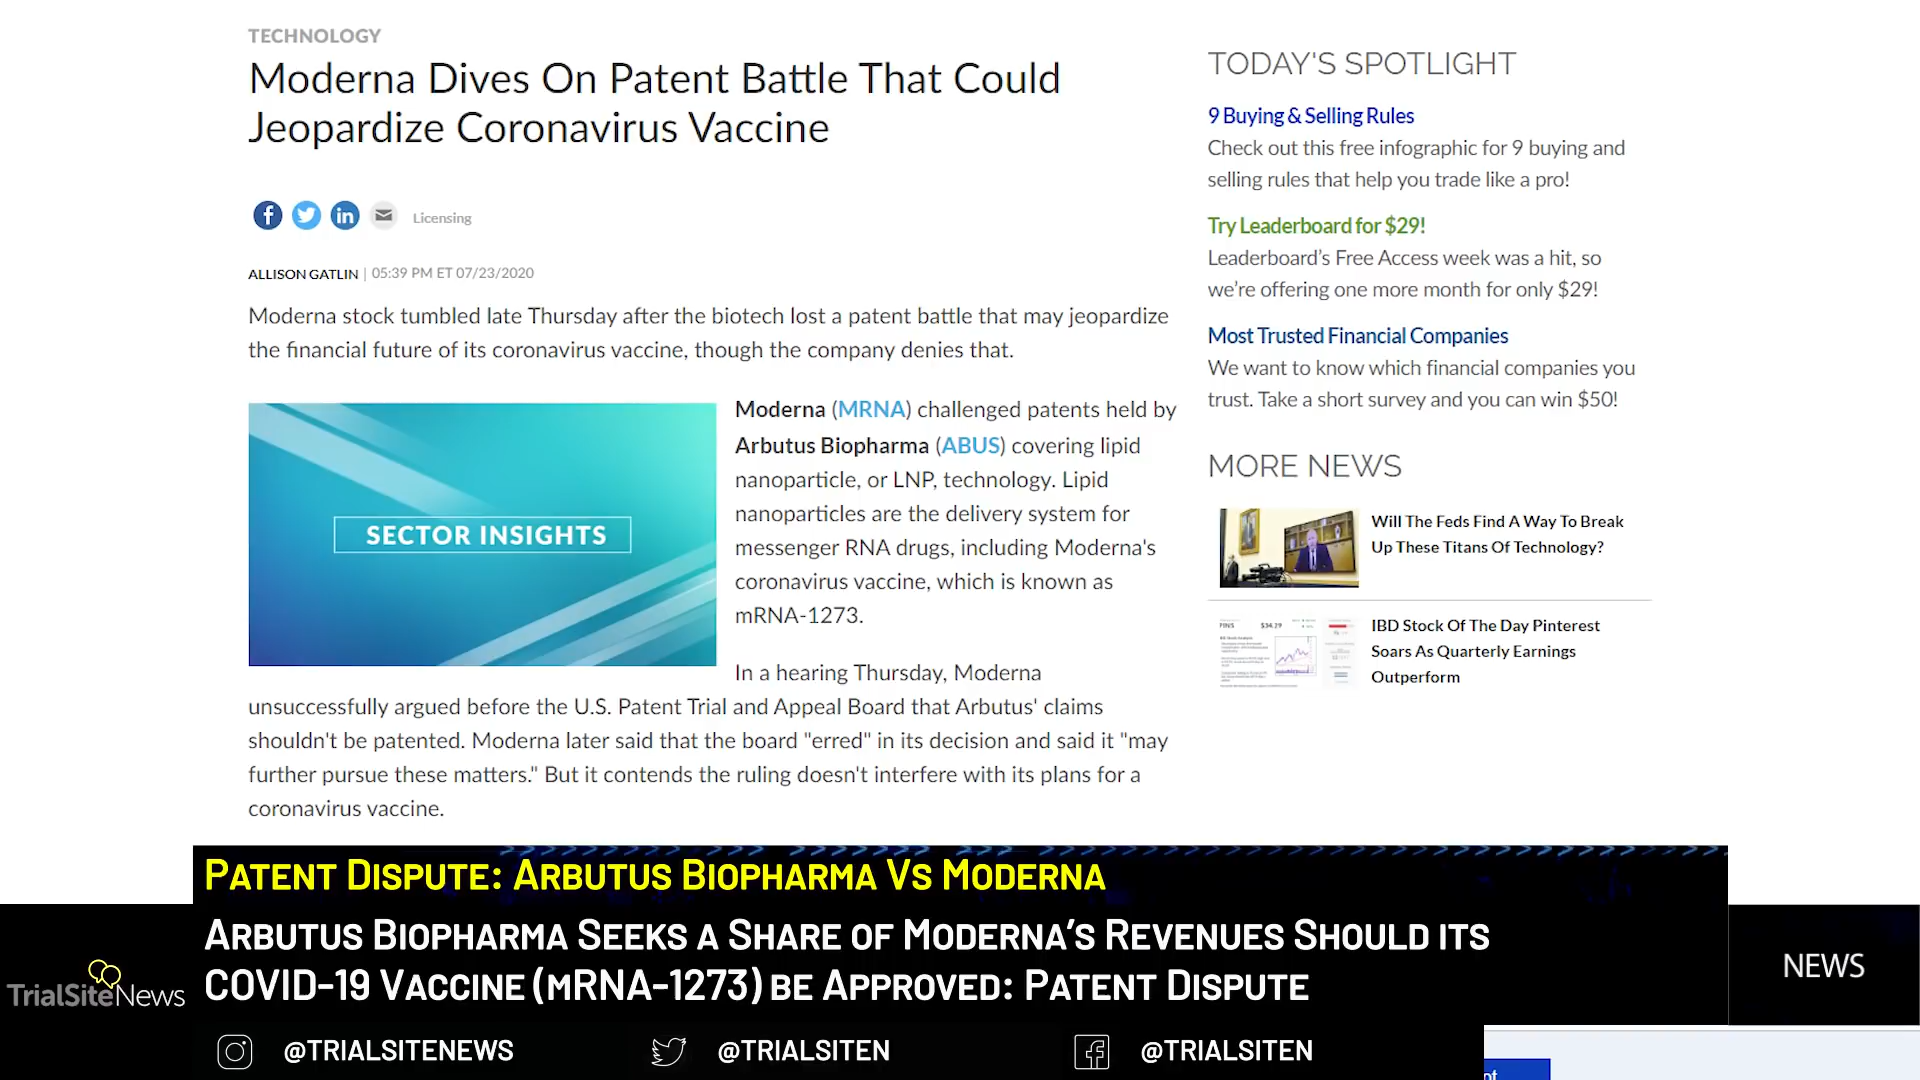 TECHNOLOGY
Moderna Dives On Patent Battle That Could
Jeopardize Coronavirus Vaccine
Licensing
ALLISON GATLIN | 05:39 PM ET 07/23/2020
Moderna stock tumbled late Thursday after the biotech lost a patent battle that may jeopardize
the financial future of its coronavirus vaccine, though the company denies that.
SECTOR INSIGHTS
Moderna (MRNA) challenged patents held by
Arbutus Biopharma (ABUS) covering lipid
nanoparticle, or LNP, technology. Lipid
nanoparticles are the delivery system for
messenger RNA drugs, including Moderna's
coronavirus vaccine, which is known as
mRNA-1273.
In a hearing Thursday, Moderna
unsuccessfully argued before the U.S. Patent Trial and Appeal Board that Arbutus' claims
shouldn't be patented. Moderna later said that the board "erred" in its decision and said it "may
further pursue these matters." But it contends the ruling doesn't interfere with its plans for a
coronavirus vaccine.
TODAY'S SPOTLIGHT
9 Buying & Selling Rules
Check out this free infographic for 9 buying and
selling rules that help you trade like a pro!
Try Leaderboard for $29!
Leaderboard's Free Access week was a hit, so
we're offering one more month for only $29!
Most Trusted Financial Companies
We want to know which financial companies you
trust. Take a short survey and you can win $50!
MORE NEWS
Will The Feds Find A Way To Break
Up These Titans Of Technology?
PINS $34.29
IBD Stock Of The Day Pinterest
Soars As Quarterly Earnings
Outperform
PATENT DISPUTE: ARBUTUS BIOPHARMA VS MODERNA
ARBUTUS BIOPHARMA SEEKS A SHARE OF MODERNA'S REVENUES SHOULD ITS
COVID-19 VACCINE (MRNA-1273) BE APPROVED: PATENT DISPUTE
TrialSiteNews
NEWS
@TRIALSITENEWS
@TRIALSITEN
@TRIALSITEN